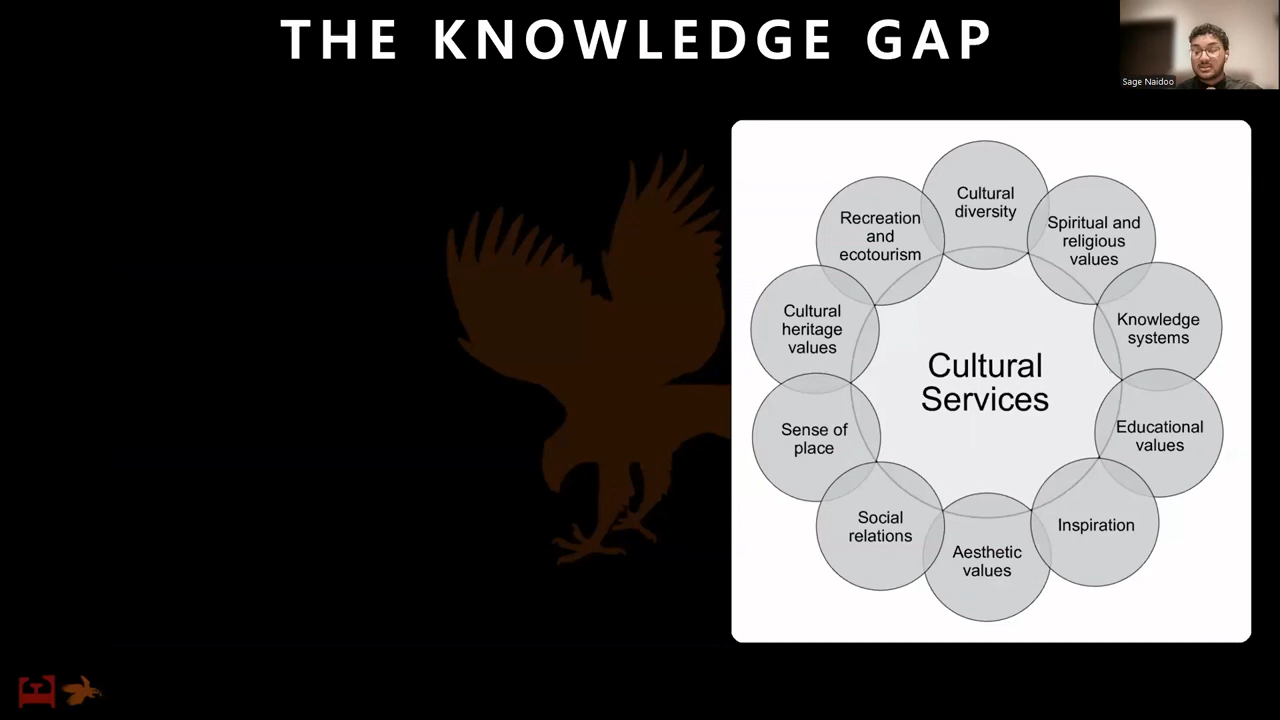 THE KNOWLEDGE GAP
Sage Naidoo
Cultural
diversity
Spiritual and
religious
values
Knowledge
systems
Educational
values
Inspiration
Aesthetic
values
Social
relations
Sense of
place
Cultural
heritage
values
Recreation
and
ecotourism
Cultural
Services
E